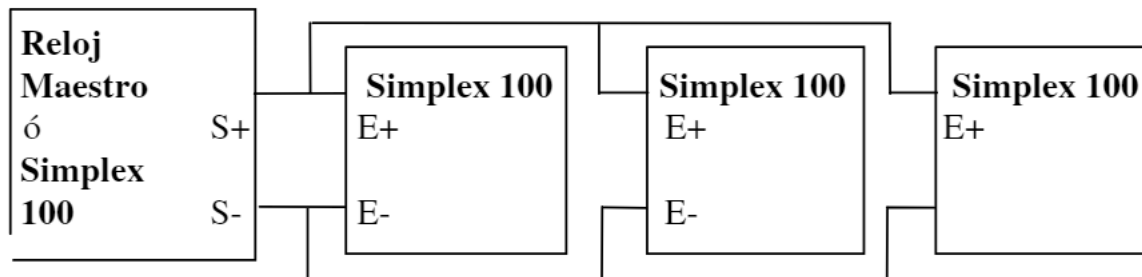 Reloj
Maestro
ó
Simplex
100
S+
S-
Simplex 100
E+
E-
Simplex 100
E+
E-
Simplex 100
E+